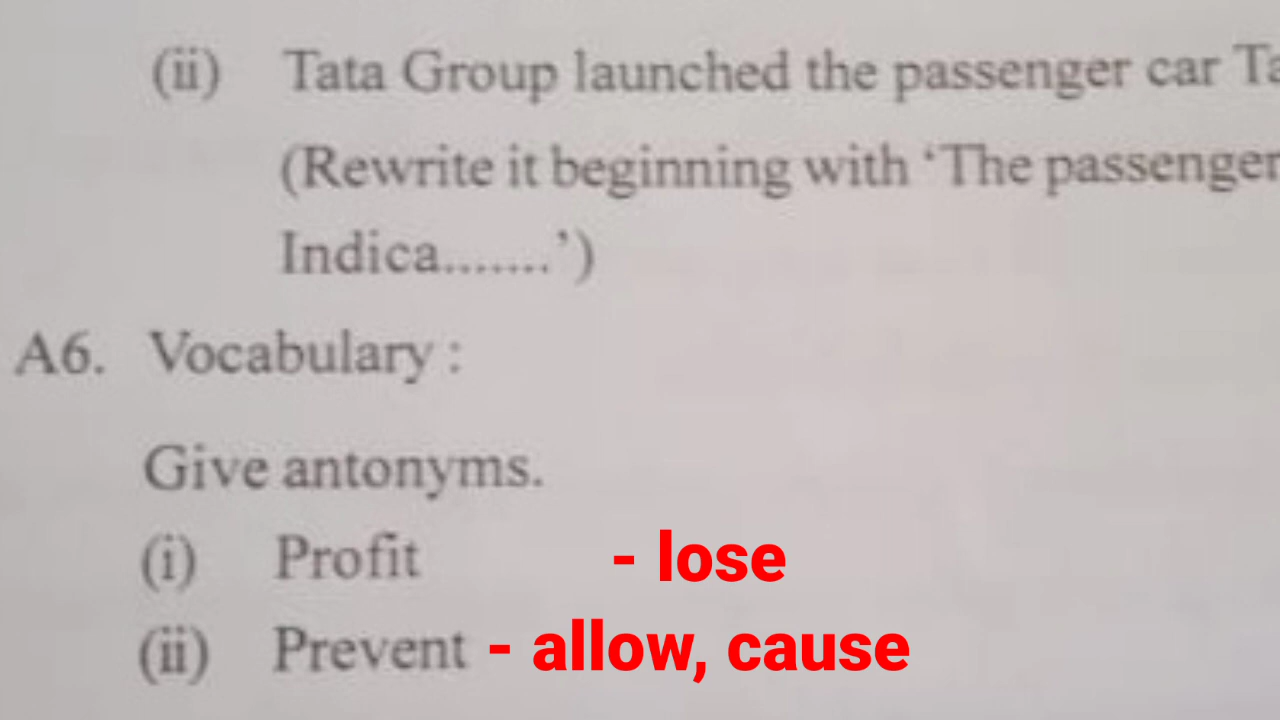 (ii) Tata Group launched the passenger car Ta
(Rewrite it beginning with ‘The passenger
Indica.......’)
A6. Vocabulary :
Give antonyms.
(i) Profit - lose
(ii) Prevent - allow, cause